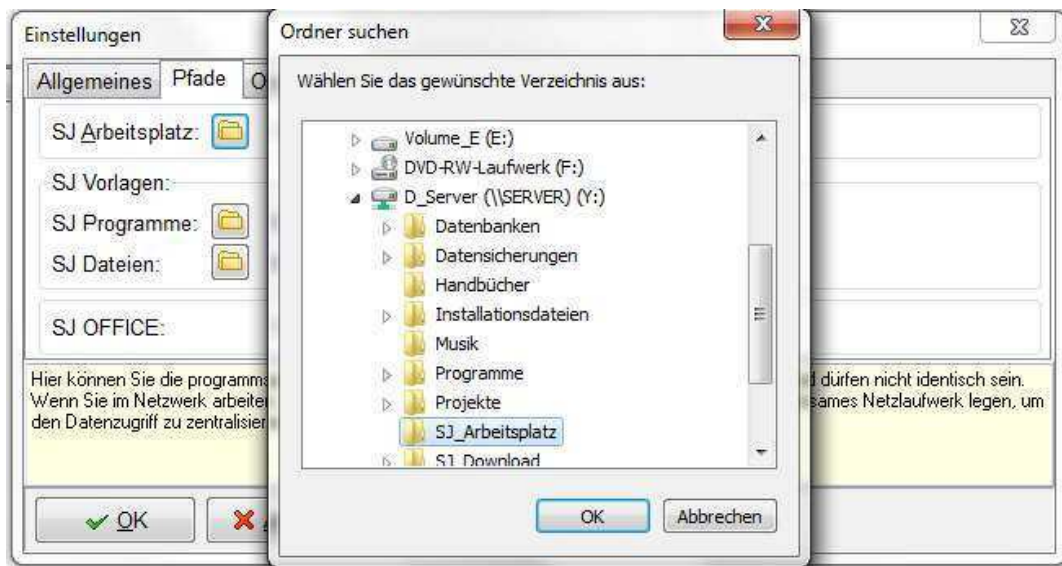 Einstellungen
Allgemeines Pfade O
SJ Arbeitsplatz:
SJ Vorlagen:
SJ Programme:
SJ Dateien:
SJ OFFICE:
Hier können Sie die programms
Wenn Sie im Netzwerk arbeiten
den Datenzugriff zu zentralisier
dürfen nicht identisch sein.
sames Netzlaufwerk legen, um
OK
Ordner suchen
Wählen Sie das gewünschte Verzeichnis aus:
Volume_E (E:)
DVD-RW-Laufwerk (F:)
D_Server (\\SERVER) (Y:)
Datenbanken
Datensicherungen
Handbücher
Installationsdateien
Musik
Programme
Projekte
SJ_Arbeitsplatz
SJ_Download
OK Abbrechen